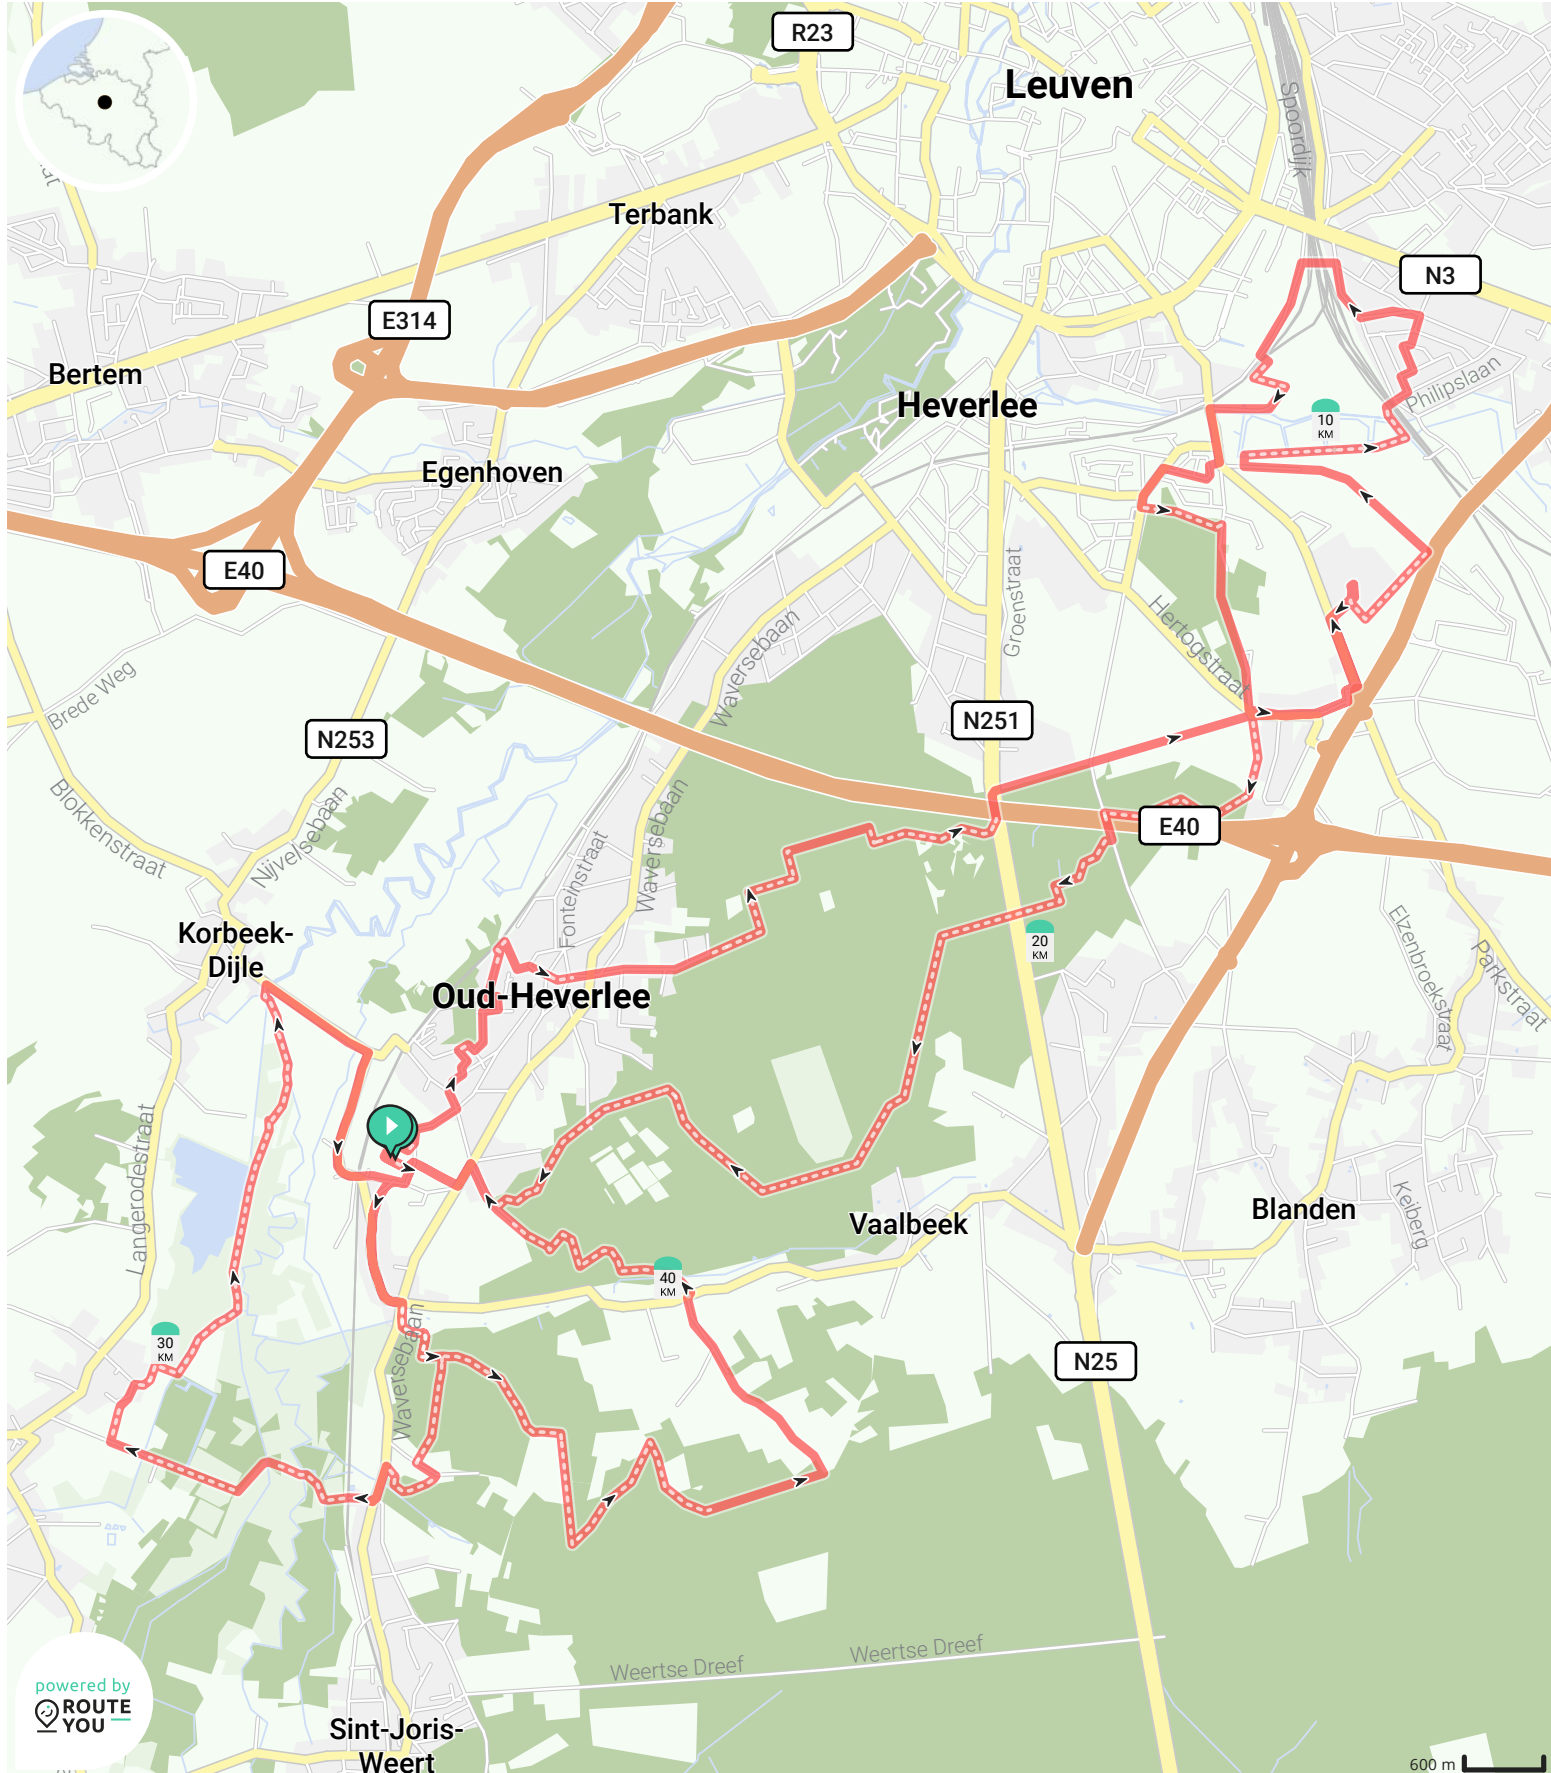 R23
Leuven
Spoordijk
Terbank
N3
E314
Bertem
Philipslaan
Heverlee
10
KM
Egenhoven
E40
Groenstraat
Hertogstraat
Waversebaan
Brede Weg
N251
N253
Blokkenstraat
Nijvelsebaan
Fonteinstraat
Waversebaan
E40
Korbeek-
Dijle
20
KM
Elzenbroekstraat
Parkstraat
Oud-Heverlee
Langerodestraat
Vaalbeek
Blanden
Keiberg
40
KM
30
KM
Waversebaan
N25
Weertse Dreef
Weertse Dreef
powered by
ROUTE
YOU
Sint-Joris-
Weert
600 m